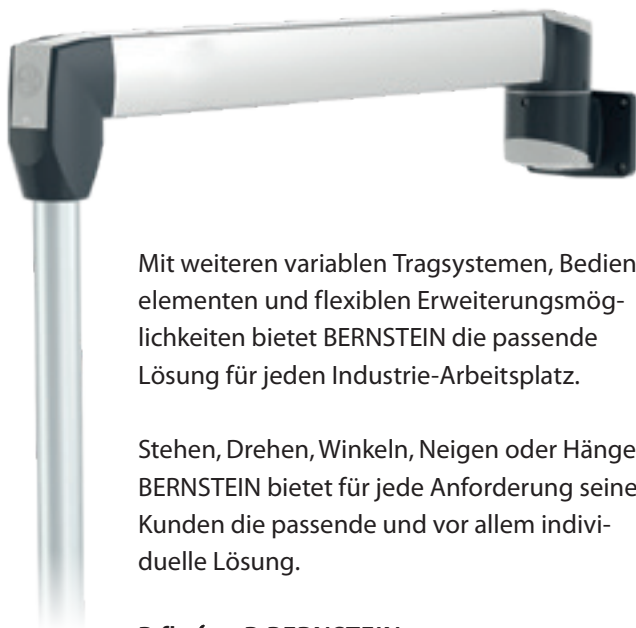 Mit weiteren variablen Tragsystemen, Bedien
elementen und flexiblen Erweiterungsmög-
lichkeiten bietet BERNSTEIN die passende
Lösung für jeden Industrie-Arbeitsplatz.
Stehen, Drehen, Winkeln, Neigen oder Hänge
BERNSTEIN bietet für jede Anforderung seine
Kunden die passende und vor allem indivi-
duelle Lösung.
BERNSTEIN